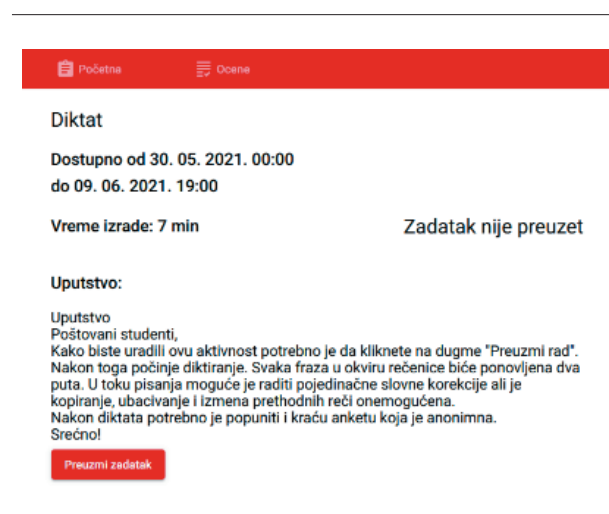 Početna
Ocene
Diktat
Dostupno od 30. 05. 2021. 00:00
do 09. 06. 2021. 19:00
Vreme izrade: 7 min
Zadatak nije preuzet
Uputstvo:
Uputstvo
Poštovani studenti,
Kako biste uradili ovu aktivnost potrebno je da kliknete na dugme "Preuzmi rad".
Nakon toga počinje diktiranje. Svaka fraza u okviru rečenice biće ponovljena dva
puta. U toku pisanja moguće je raditi pojedinačne slovne korekcije ali je
kopiranje, ubacivanje i izmena prethodnih reči onemogućena.
Nakon diktata potrebno je popuniti i kraću anketu koja je anonimna.
Srećno!
Preuzmi zadatak